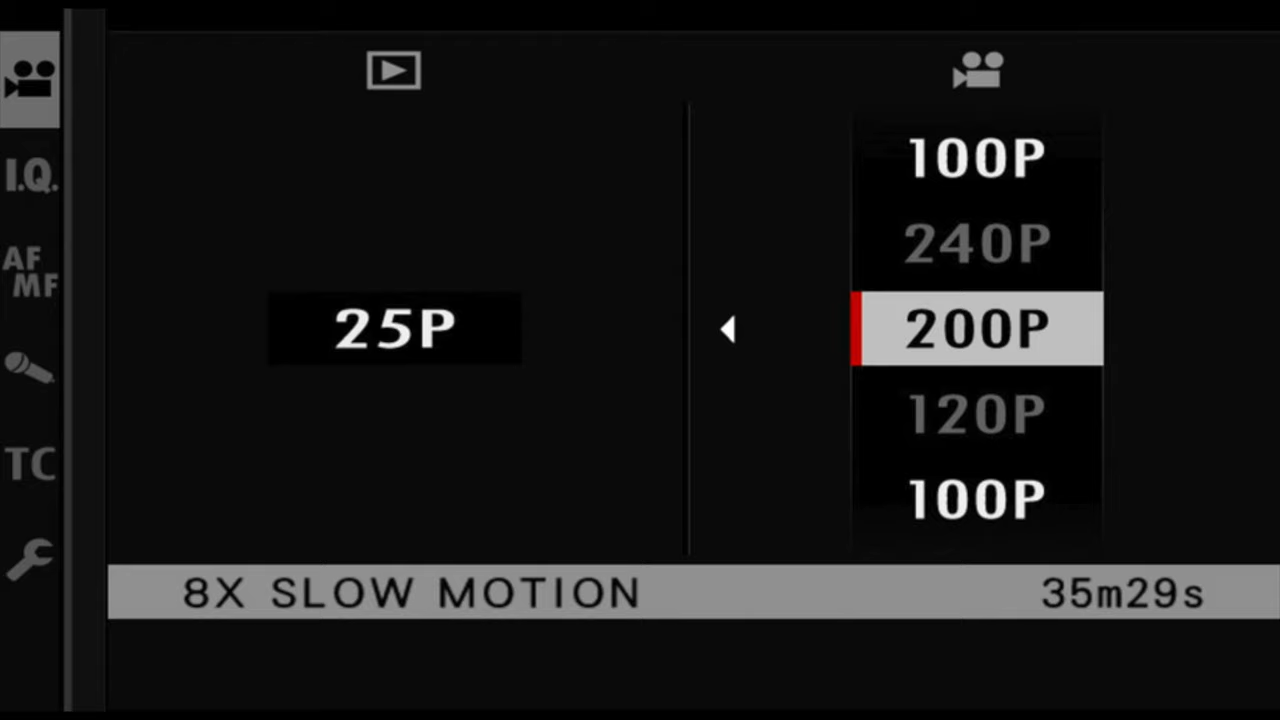 I.Q.
AF
MF
TC
25P
100P
240P
200P
120P
100P
8X SLOW MOTION 35m29s